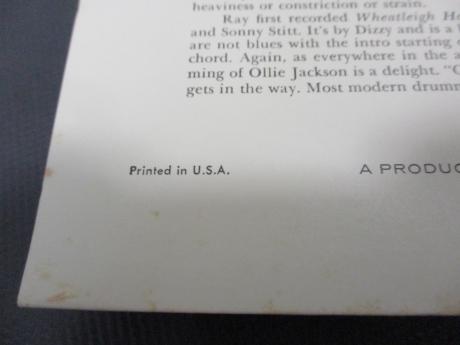 heaviness or constriction or strain.
Ray first recorded Wheatleigh H
and Sonny Stitt. It's by Dizzy and is a
are not blues with the intro starting
chord. Again, as everywhere in the a
ming of Ollie Jackson is a delight. "
gets in the way. Most modern drumm
Printed in U.S.A.
A PRODUC